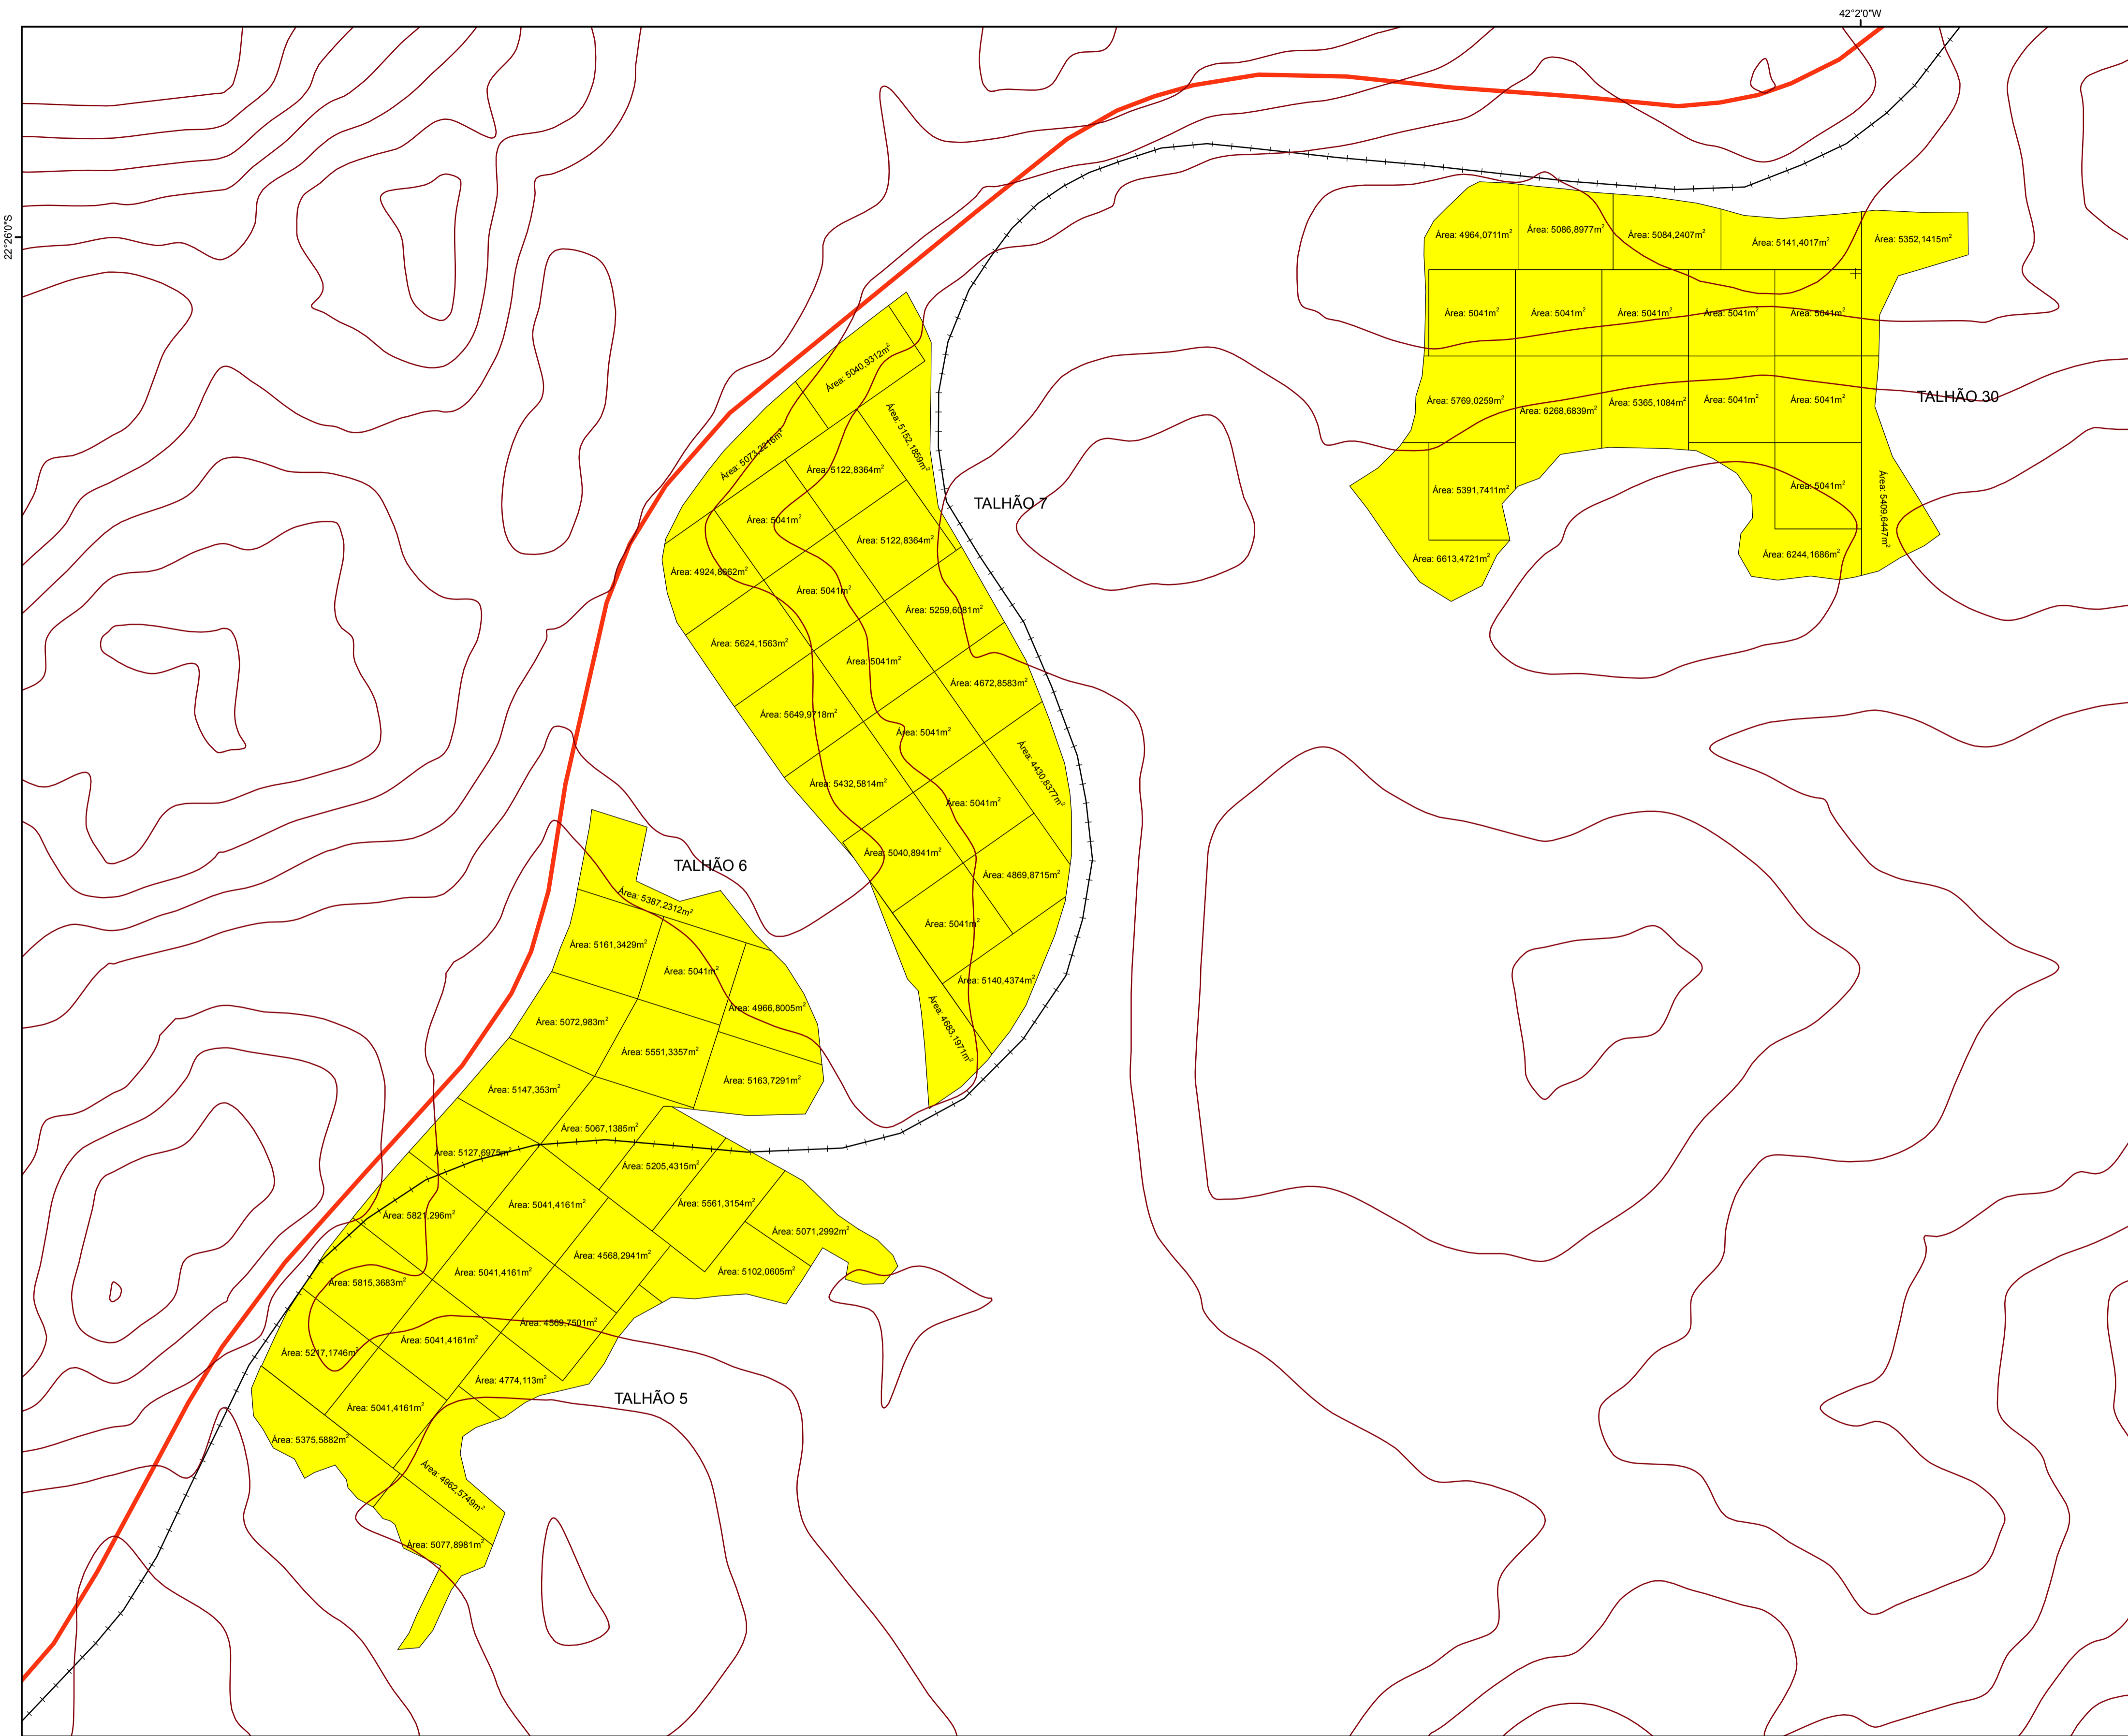 42°2'0"W
22°26'0"S
Área: 4964,0711m²
Área: 5086,8977m²
Área: 5084,2407m²
Área: 5141,4017m²
Área: 5352,1415m²
Área: 5041m²
Área: 5041m²
Área: 5041m²
Área: 5041m²
Área: 5041m²
TALHÃO 30
Área: 5769,0259m²
Área: 6268,6839m²
Área: 5365,1084m²
Área: 5041m²
Área: 5041m²
Área: 5391,7411m²
Área: 5041m²
Área: 5409,6447m²
Área: 6613,4721m²
Área: 6244,1686m²
Área: 5040,9312m²
Área: 5073,2216m²
Área: 5152,1859m²
Área: 5122,8364m²
TALHÃO 7
Área: 5041m²
Área: 5122,8364m²
Área: 4924,8662m²
Área: 5041m²
Área: 5259,6081m²
Área: 5624,1563m²
Área: 5041m²
Área: 4672,8583m²
Área: 5649,9718m²
Área: 5041m²
Área: 4430,8377m²
Área: 5432,5814m²
Área: 5041m²
Área: 5040,8941m²
Área: 4869,8715m²
Área: 5041m²
Área: 5140,4374m²
Área: 4683,1971m²
TALHÃO 6
Área: 5387,2312m²
Área: 5161,3429m²
Área: 5041m²
Área: 4966,8005m²
Área: 5072,983m²
Área: 5551,3357m²
Área: 5163,7291m²
Área: 5147,353m²
Área: 5067,1385m²
Área: 5127,6975m²
Área: 5205,4315m²
Área: 5821,296m²
Área: 5041,4161m²
Área: 5561,3154m²
Área: 5071,2992m²
Área: 4568,2941m²
Área: 5102,0605m²
Área: 5815,3683m²
Área: 5041,4161m²
Área: 4569,7501m²
Área: 5217,1746m²
Área: 5041,4161m²
Área: 4774,113m²
TALHÃO 5
Área: 5041,4161m²
Área: 5375,5882m²
Área: 4962,5749m²
Área: 5077,8981m²